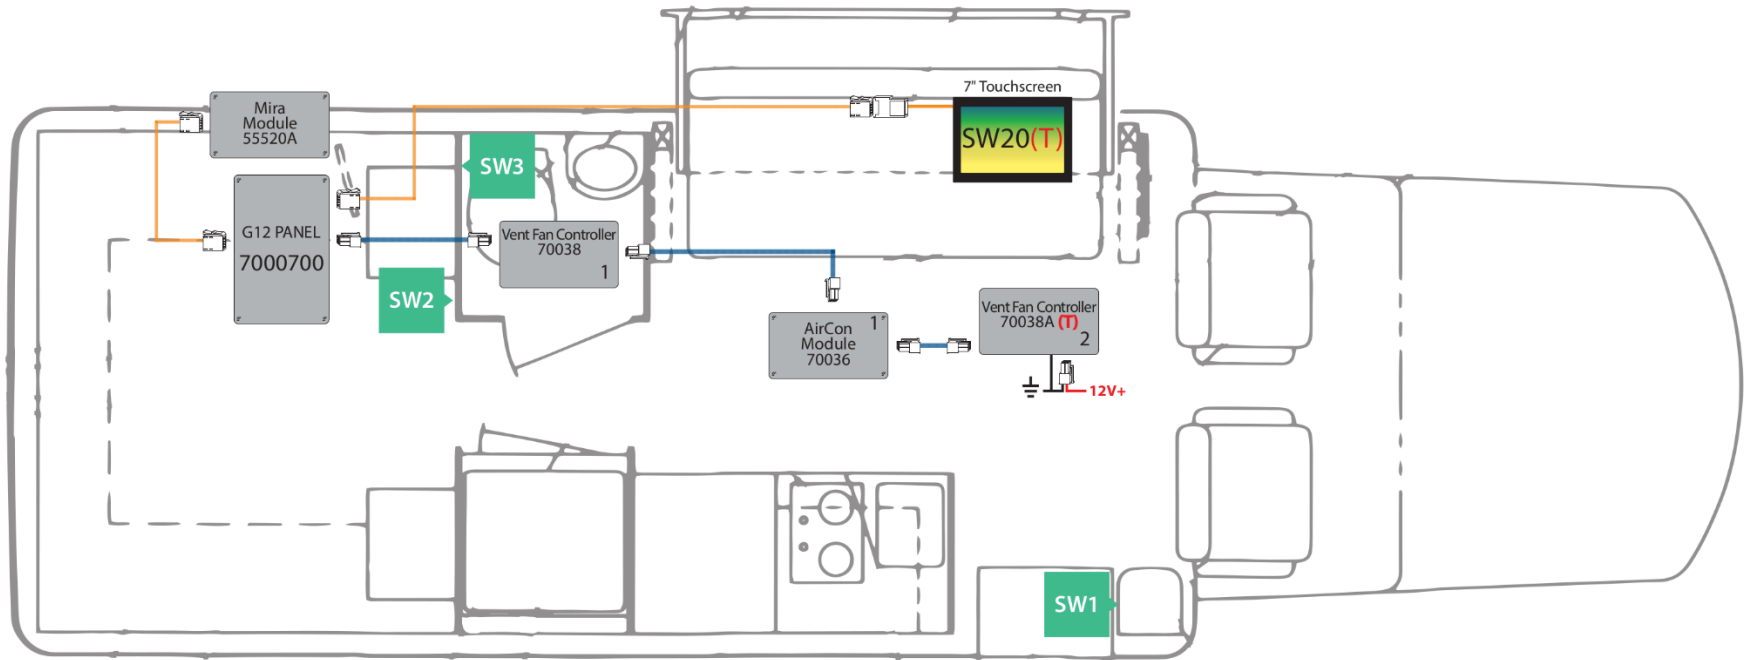 7" Touchscreen
SW20(T)
Mira
Module
55520A
SW3
G12 PANEL
7000700
Vent Fan Controller
70038
1
SW2
Vent Fan Controller
70038A (T)
2
AirCon
Module
70036
1
12V+
SW1